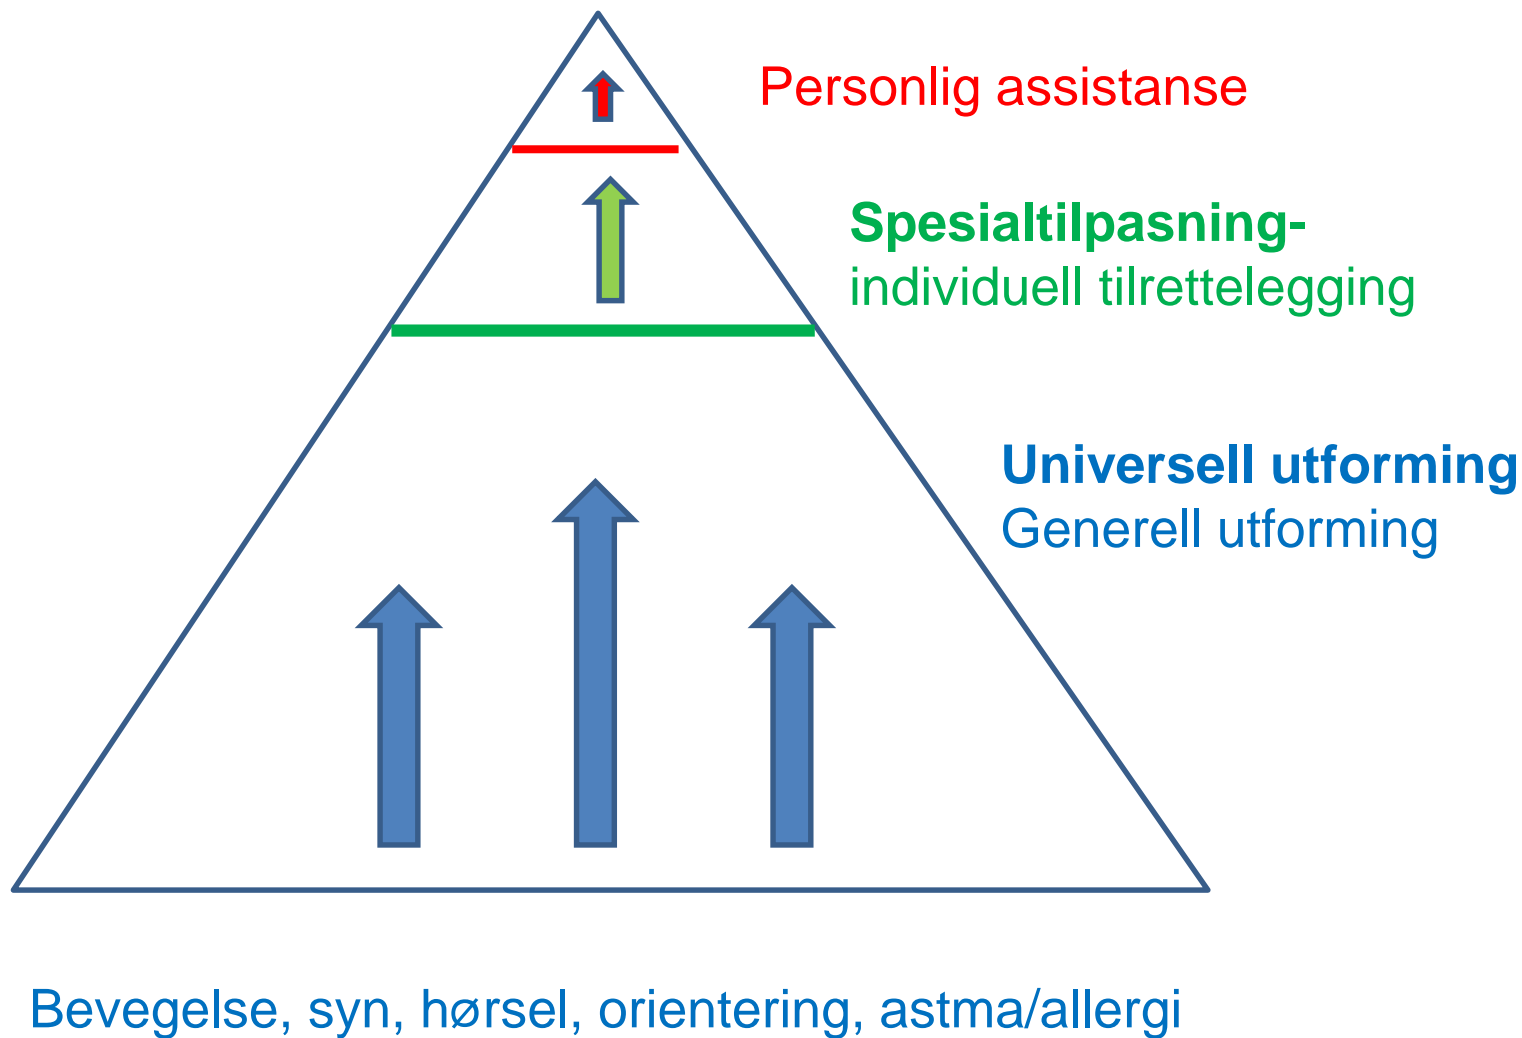 Personlig assistanse
Spesialtilpasning-
individuell tilrettelegging
Universell utforming
Generell utforming
Bevegelse, syn, hørsel, orientering, astma/allergi